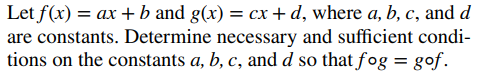 Let f(x) = ax + b and g(x) = cx + d, where a, b, c, and d
are constants. Determine necessary and sufficient condi-
tions on the constants a, b, c, and d so that f∘g = g∘f.